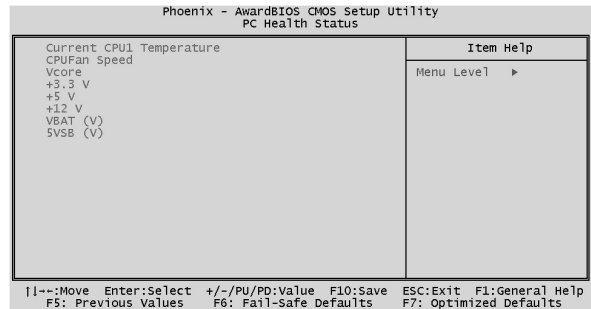 Phoenix - AwardBIOS CMOS Setup Utility
PC Health Status
Current CPU1 Temperature
CPUFan Speed
Vcore
+3.3 V
+5 V
+12 V
VBAT (V)
5VSB (V)
Item Help
Menu Level ▶
↑↓→←:Move Enter:Select +/-/PU/PD:Value F10:Save ESC:Exit F1:General Help
F5: Previous Values F6: Fail-Safe Defaults F7: Optimized Defaults